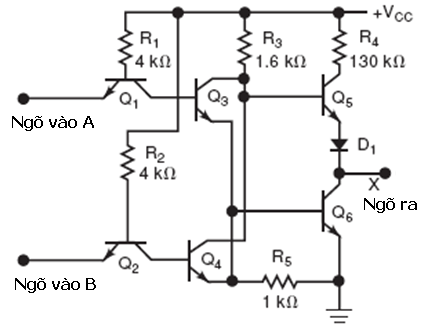 +VCC
R1
4 kΩ
R3
1.6 kΩ
R4
130 kΩ
Q1
Q3
Q5
Ngõ vào A
D1
R2
4 kΩ
X
Ngõ ra
Q6
Q4
R5
1 kΩ
Q2
Ngõ vào B